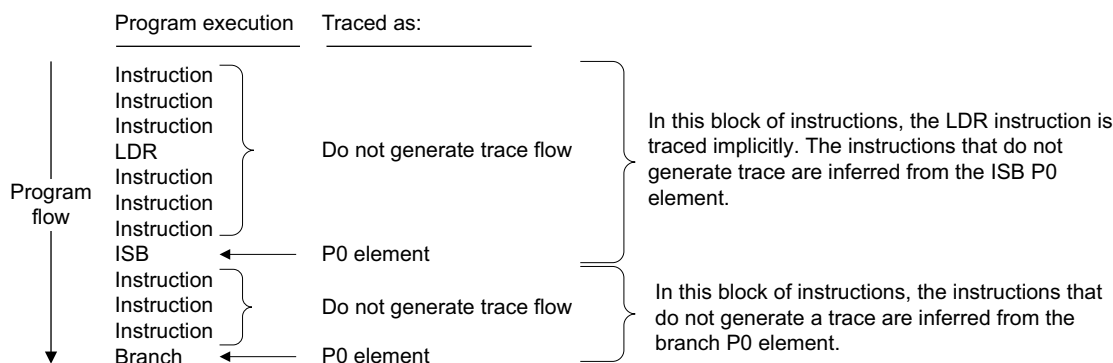 Program execution
Traced as:
Instruction
Instruction
Instruction
LDR
Instruction
Instruction
Instruction
Do not generate trace flow
In this block of instructions, the LDR instruction is
traced implicitly. The instructions that do not
generate trace are inferred from the ISB P0
element.
Program
flow
ISB
P0 element
Instruction
Instruction
Instruction
Do not generate trace flow
In this block of instructions, the instructions that
do not generate a trace are inferred from the
branch P0 element.
Branch
P0 element